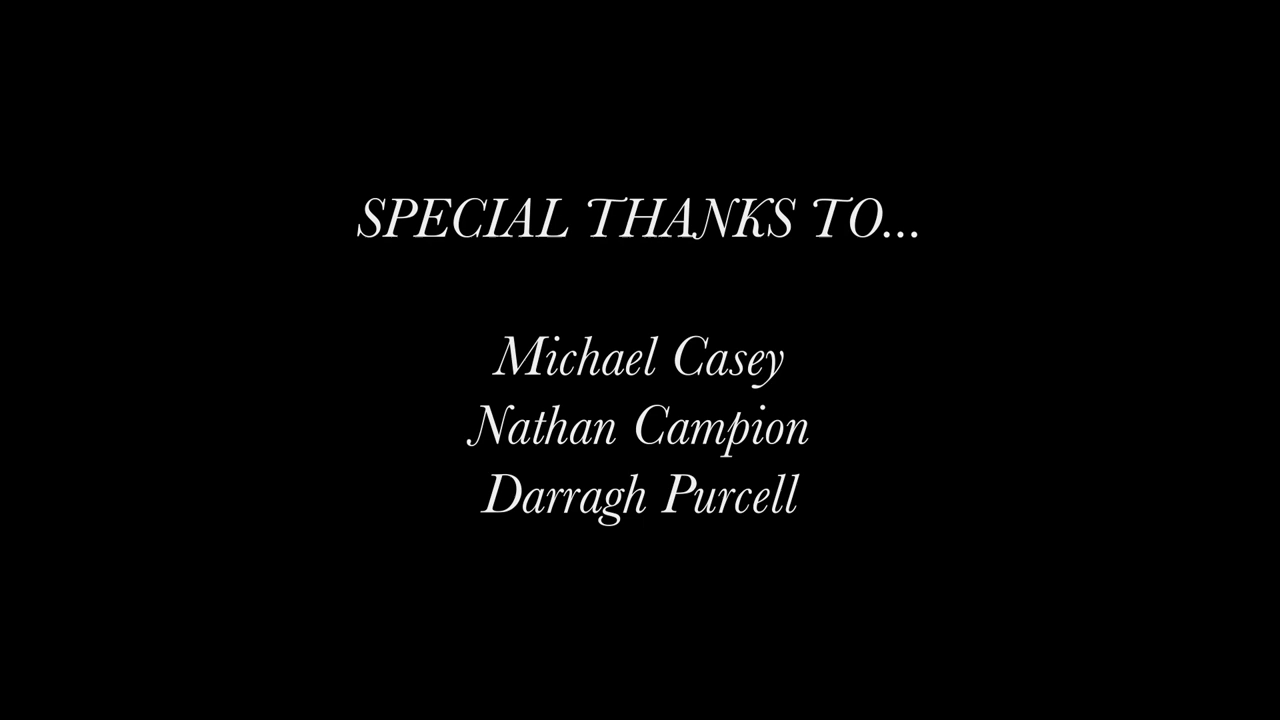 SPECIAL THANKS TO...
Michael Casey
Nathan Campion
Darragh Purcell